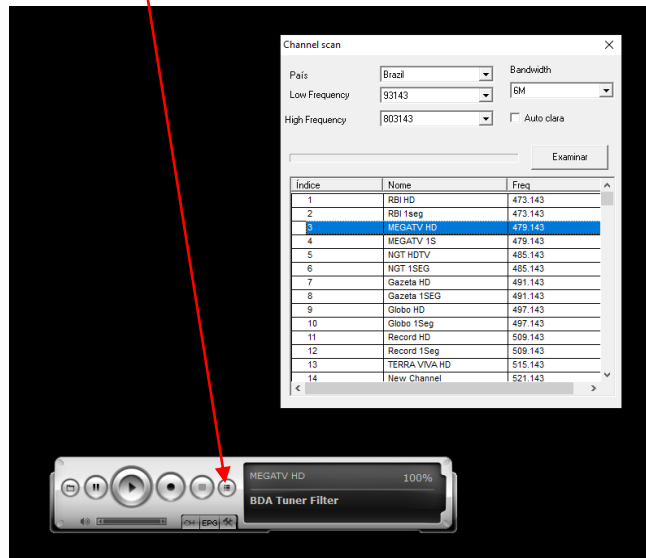 Channel scan
País Brazil Bandwidth
Low Frequency 93143 6M
High Frequency 803143 Auto clara
Examinar
Índice Nome Freq
1 RBI HD 473.143
2 RBI 1seg 473.143
3 MEGATV HD 479.143
4 MEGATV 1S 479.143
5 NGT HDTV 485.143
6 NGT 1SEG 485.143
7 Gazeta HD 491.143
8 Gazeta 1SEG 491.143
9 Globo HD 497.143
10 Globo 1Seg 497.143
11 Record HD 509.143
12 Record 1Seg 509.143
13 TERRA VIVA HD 515.143
14 New Channel 521.143
MEGATV HD 100%
BDA Tuner Filter
CH EPG